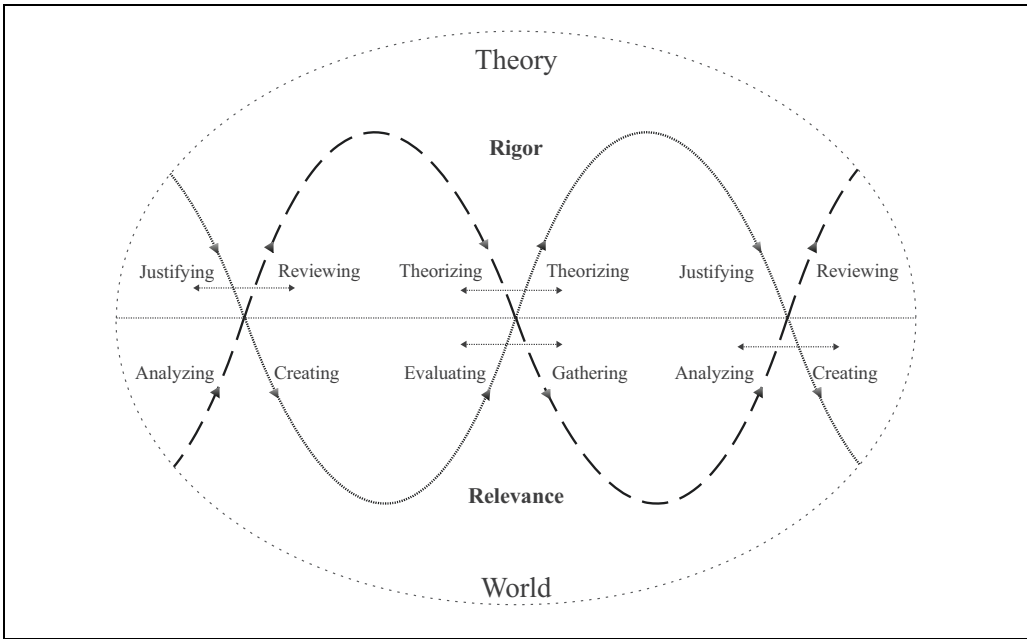 Theory
Rigor
Justifying Reviewing Theorizing Theorizing Justifying Reviewing
Analyzing Creating Evaluating Gathering Analyzing Creating
Relevance
World